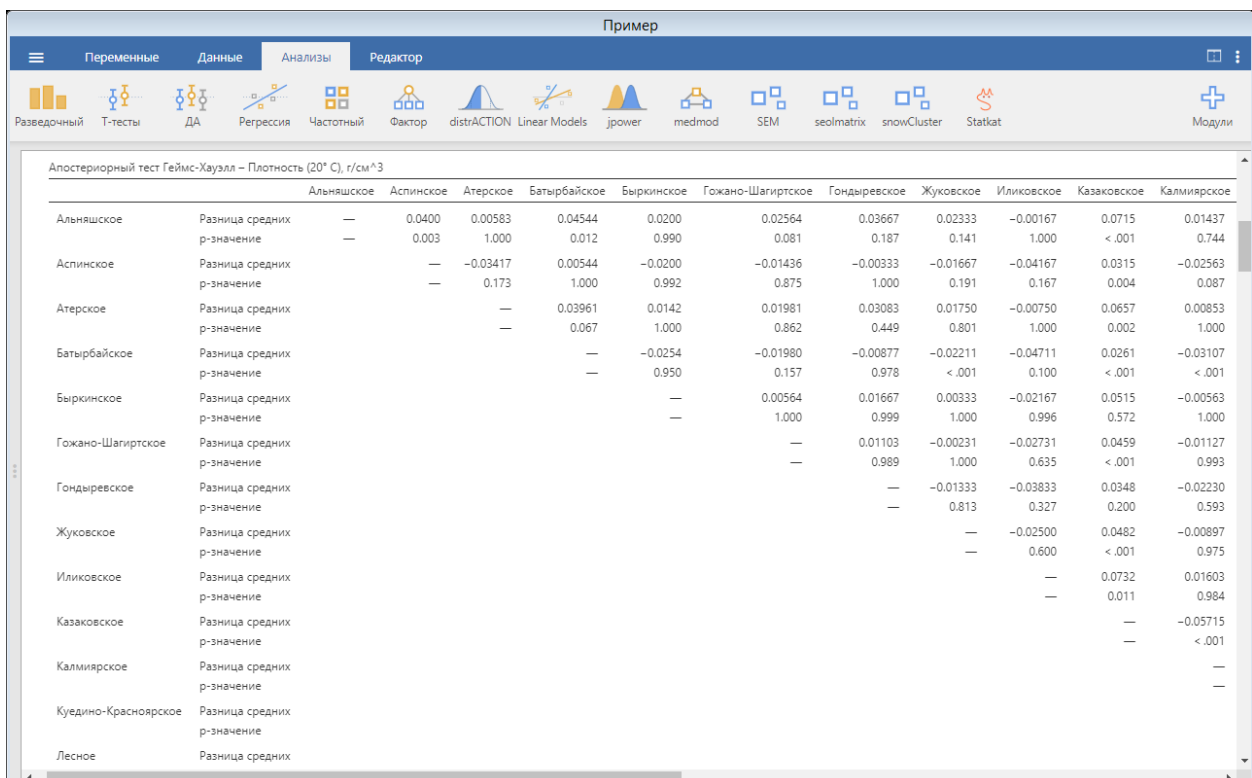 Пример
Переменные Данные Анализы Редактор
Разведочный Т-тесты ДА Регрессия Частотный Фактор distrACTION Linear Models jpower medmod SEM seolmatrix snowCluster Statkat Модули
Апостериорный тест Геймс-Хауэлл – Плотность (20° С), г/см^3
Альняшское Аспинское Атерское Батырбайское Быркинское Гожано-Шагиртское Гондыревское Жуковское Иликовское Казаковское Калмиярское
Альняшское Разница средних — 0.0400 0.00583 0.04544 0.0200 0.02564 0.03667 0.02333 −0.00167 0.0715 0.01437
p-значение — 0.003 1.000 0.012 0.990 0.081 0.187 0.141 1.000 < .001 0.744
Аспинское Разница средних — −0.03417 0.00544 −0.0200 −0.01436 −0.00333 −0.01667 −0.04167 0.0315 −0.02563
p-значение — 0.173 1.000 0.992 0.875 1.000 0.191 0.167 0.004 0.087
Атерское Разница средних — 0.03961 0.0142 0.01981 0.03083 0.01750 −0.00750 0.0657 0.00853
p-значение — 0.067 1.000 0.862 0.449 0.801 1.000 0.002 1.000
Батырбайское Разница средних — −0.0254 −0.01980 −0.00877 −0.02211 −0.04711 0.0261 −0.03107
p-значение — 0.950 0.157 0.978 < .001 0.100 < .001 < .001
Быркинское Разница средних — 0.00564 0.01667 0.00333 −0.02167 0.0515 −0.00563
p-значение — 1.000 0.999 1.000 0.996 0.572 1.000
Гожано-Шагиртское Разница средних — 0.01103 −0.00231 −0.02731 0.0459 −0.01127
p-значение — 0.989 1.000 0.635 < .001 0.993
Гондыревское Разница средних — −0.01333 −0.03833 0.0348 −0.02230
p-значение — 0.813 0.327 0.200 0.593
Жуковское Разница средних — −0.02500 0.0482 −0.00897
p-значение — 0.600 < .001 0.975
Иликовское Разница средних — 0.0732 0.01603
p-значение — 0.011 0.984
Казаковское Разница средних — −0.05715
p-значение — < .001
Калмиярское Разница средних —
p-значение —
Куедино-Красноярское Разница средних
p-значение
Лесное Разница средних